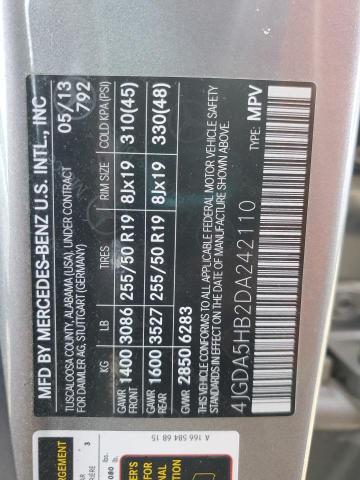 MFD BY MERCEDES-BENZ U.S. INTL., INC
TUSCALOOSA COUNTY, ALABAMA (USA), UNDER CONTRACT
FOR DAIMLER AG, STUTTGART (GERMANY)
05/13
792
KG LB TIRES RIM SIZE COLD KPA(PSI)
GAWR FRONT 1400 3086 255/50 R19 8Jx19 310(45)
GAWR REAR 1600 3527 255/50 R19 8Jx19 330(48)
GVWR 2850 6283
THIS VEHICLE CONFORMS TO ALL APPLICABLE FEDERAL MOTOR VEHICLE SAFETY
STANDARDS IN EFFECT ON THE DATE OF MANUFACTURE SHOWN ABOVE.
4JGDA5HB2DA242110
TYPE: MPV
A 166 584 68 15
3
lbs.